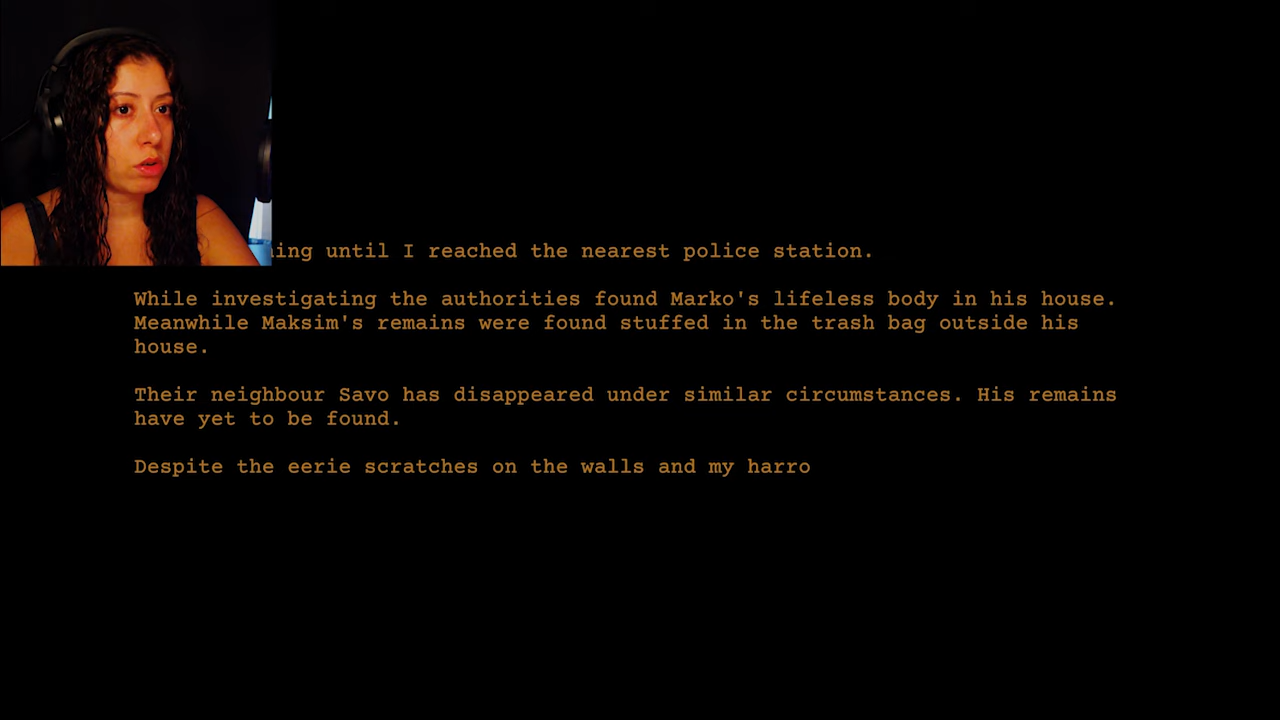 until I reached the nearest police station.
While investigating the authorities found Marko's lifeless body in his house.
Meanwhile Maksim's remains were found stuffed in the trash bag outside his
house.
Their neighbour Savo has disappeared under similar circumstances. His remains
have yet to be found.
Despite the eerie scratches on the walls and my harro